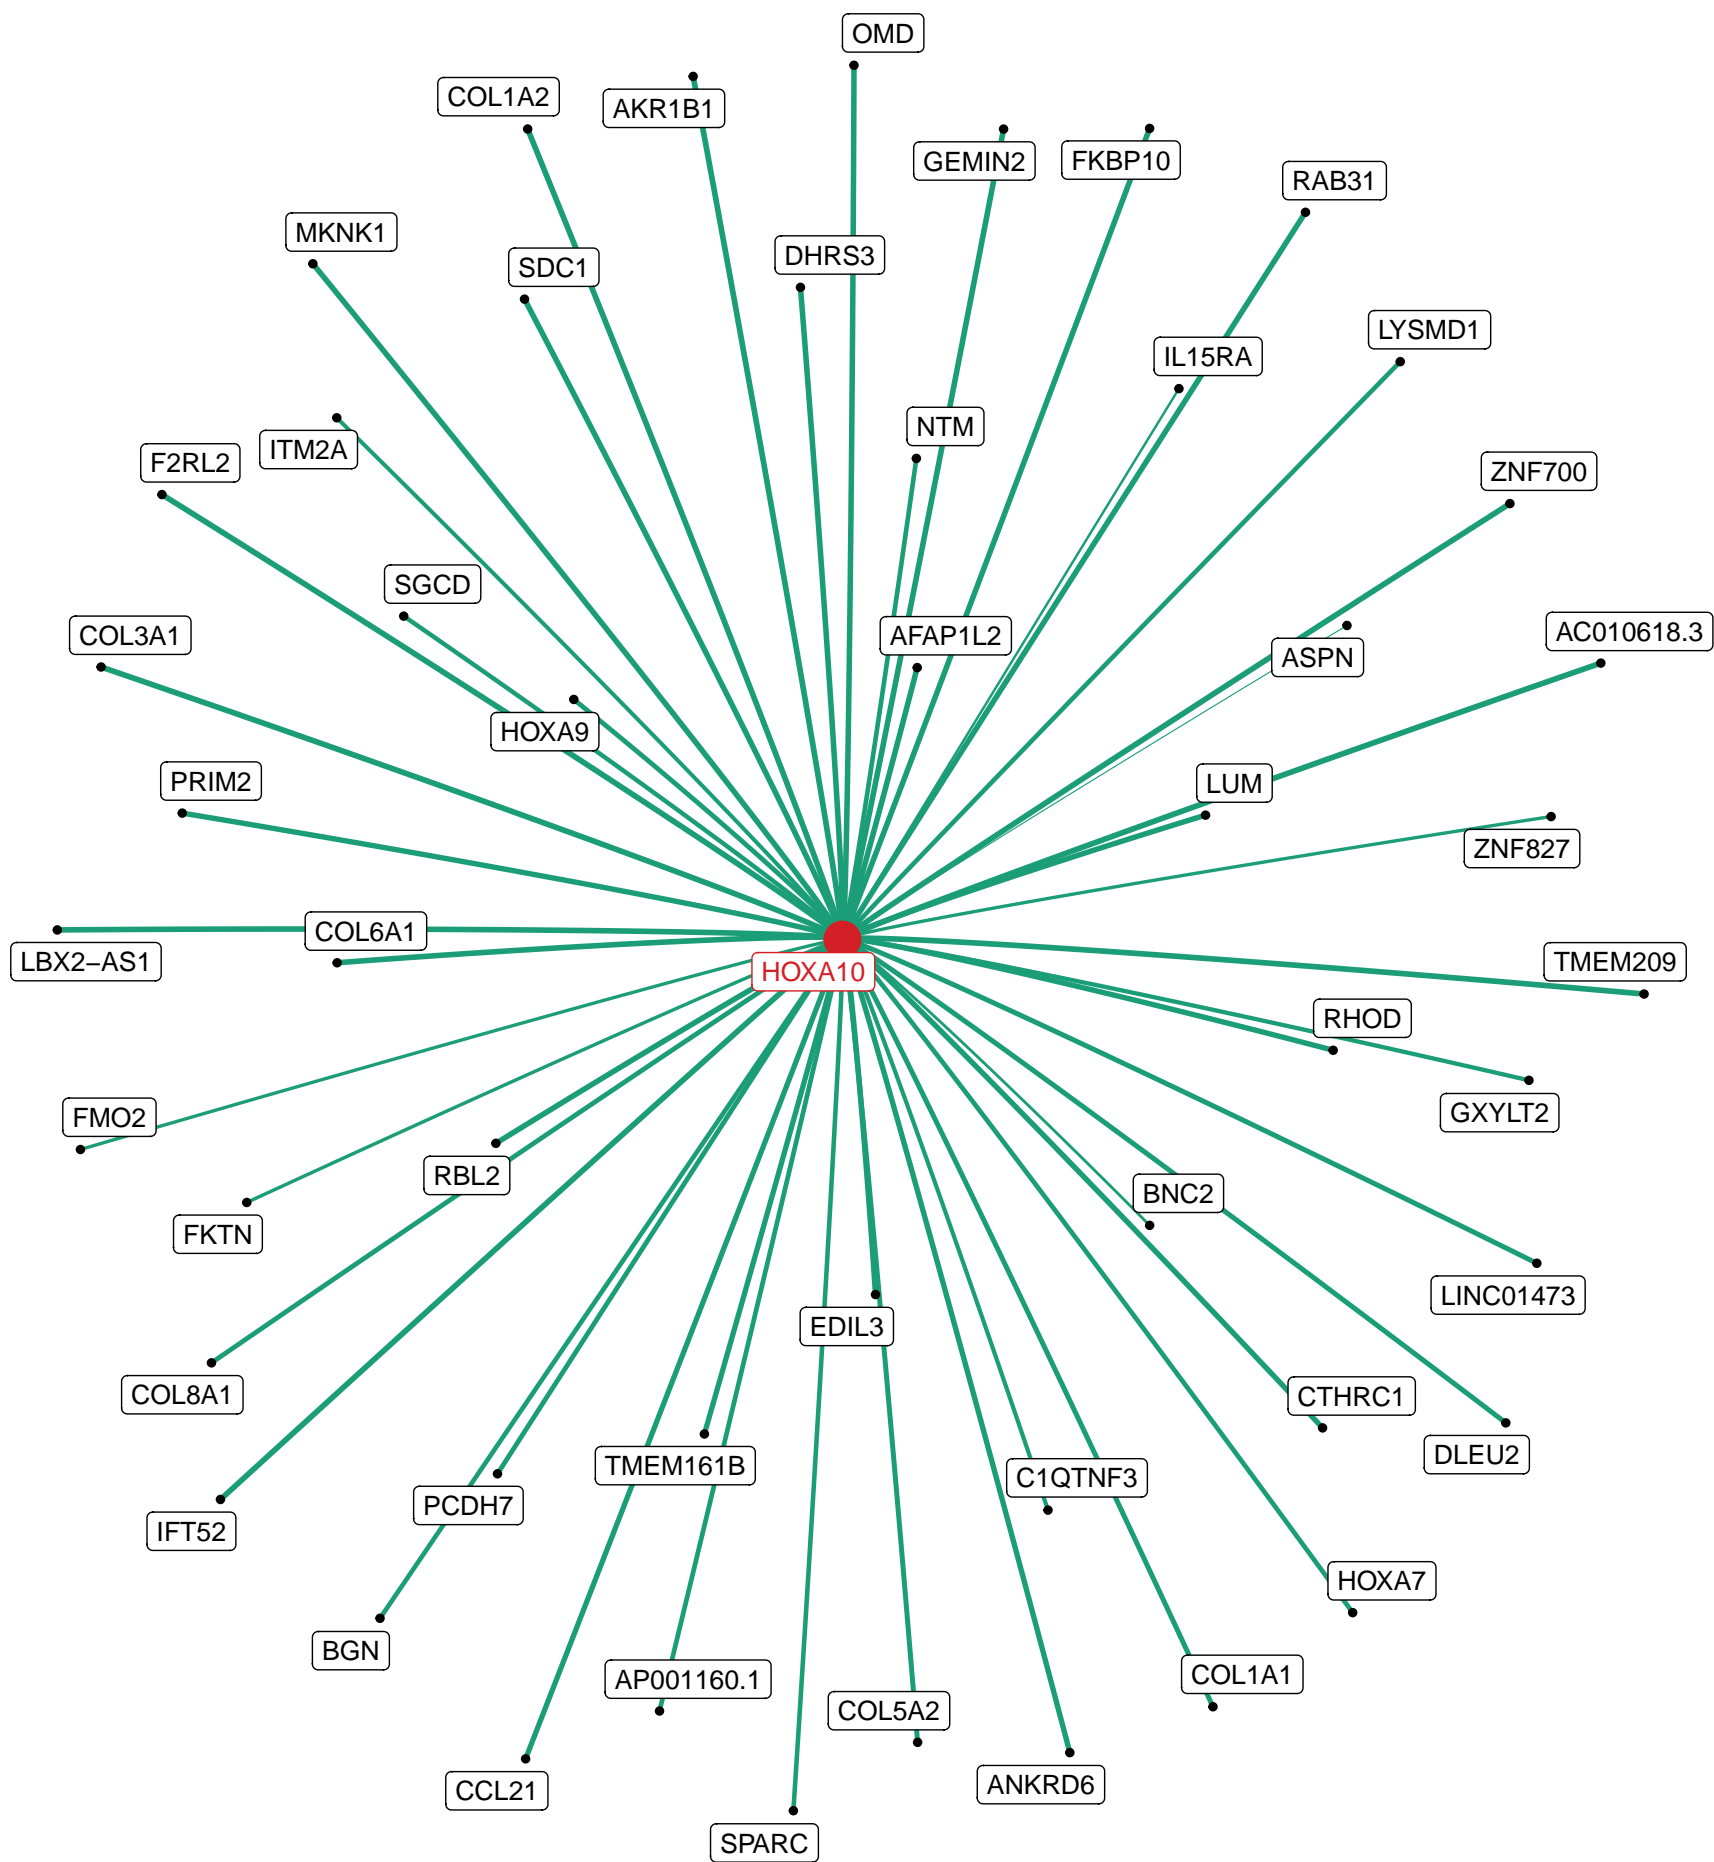 OMD
COL1A2
AKR1B1
GEMIN2
FKBP10
RAB31
MKNK1
SDC1
DHRS3
LYSMD1
IL15RA
NTM
ITM2A
F2RL2
ZNF700
SGCD
COL3A1
AFAP1L2
AC010618.3
ASPN
HOXA9
PRIM2
LUM
ZNF827
COL6A1
LBX2−AS1
HOXA10
TMEM209
RHOD
FMO2
GXYLT2
RBL2
BNC2
FKTN
LINC01473
EDIL3
COL8A1
CTHRC1
DLEU2
TMEM161B
C1QTNF3
PCDH7
IFT52
HOXA7
BGN
AP001160.1
COL1A1
COL5A2
CCL21
ANKRD6
SPARC